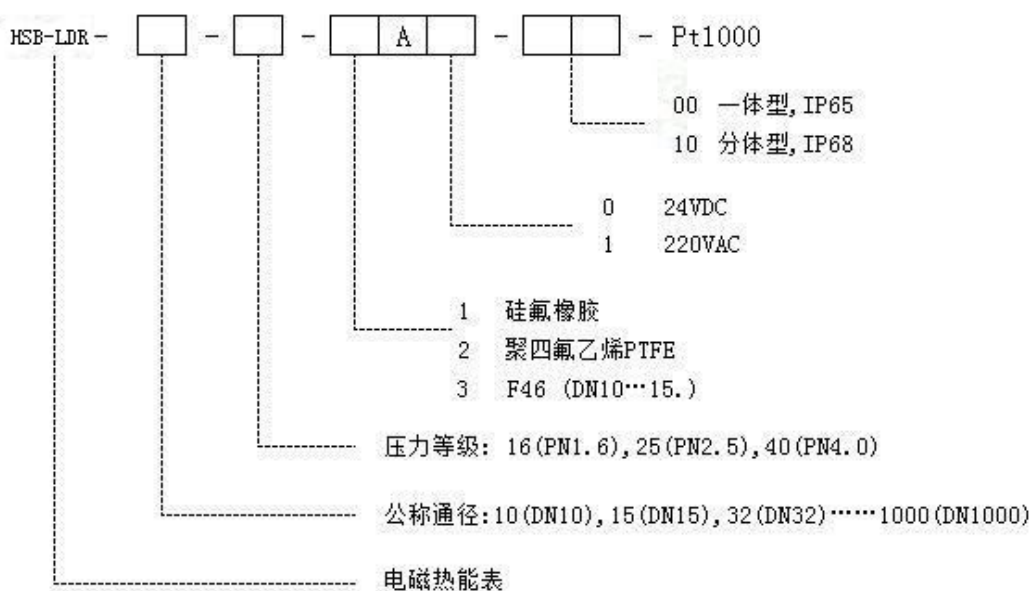 HSB-LDR- - - A - - Pt1000
00 一体型,IP65
10 分体型,IP68
0 24VDC
1 220VAC
1 硅氟橡胶
2 聚四氟乙烯PTFE
3 F46 (DN10…15.)
压力等级: 16(PN1.6),25(PN2.5),40(PN4.0)
公称通径:10(DN10),15(DN15),32(DN32)……1000(DN1000)
电磁热能表